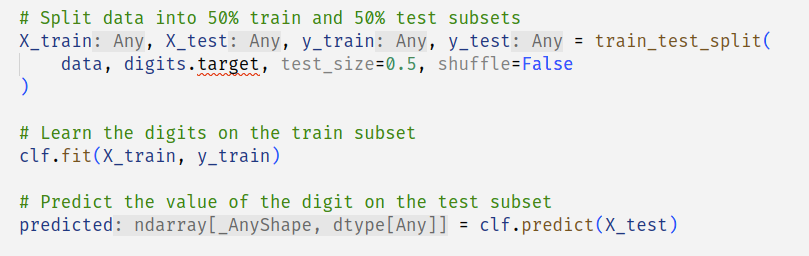 # Split data into 50% train and 50% test subsets
X_train: Any, X_test: Any, y_train: Any, y_test: Any = train_test_split(
    data, digits.target, test_size=0.5, shuffle=False
)
# Learn the digits on the train subset
clf.fit(X_train, y_train)
# Predict the value of the digit on the test subset
predicted: ndarray[_AnyShape, dtype[Any]] = clf.predict(X_test)